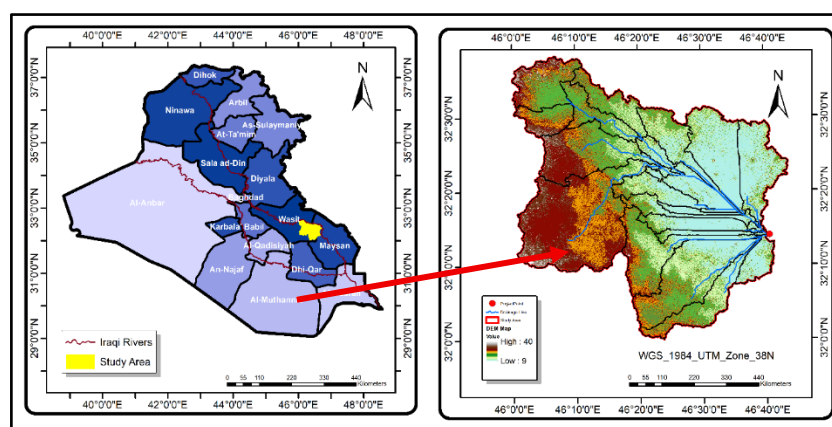 40°0'0"E 42°0'0"E 44°0'0"E 46°0'0"E 48°0'0"E
37°0'0"N
35°0'0"N
33°0'0"N
31°0'0"N
29°0'0"N
37°0'0"N
35°0'0"N
33°0'0"N
31°0'0"N
29°0'0"N
N
Dihok
Ninawa
Arbil
As-Sulaymaniy
At-Ta'mim
Sala ad-Din
Diyala
Al-Anbar
Baghdad
Wasit
Karbala
Babil
Al-Qadisiyah
Maysan
An-Najaf
Dhi-Qar
Al-Muthann
Iraqi Rivers
Study Area
0 55 110 220 330 440
Kilometers
40°0'0"E 42°0'0"E 44°0'0"E 46°0'0"E 48°0'0"E
46°0'0"E 46°10'0"E 46°20'0"E 46°30'0"E 46°40'0"E
32°30'0"N
32°20'0"N
32°10'0"N
32°0'0"N
32°30'0"N
32°20'0"N
32°10'0"N
32°0'0"N
N
Drainage Line
Study Area
DEM Map
Value
High : 40
Low : 9
WGS_1984_UTM_Zone_38N
0 55 110 220 330 440
Kilometers
46°0'0"E 46°10'0"E 46°20'0"E 46°30'0"E 46°40'0"E